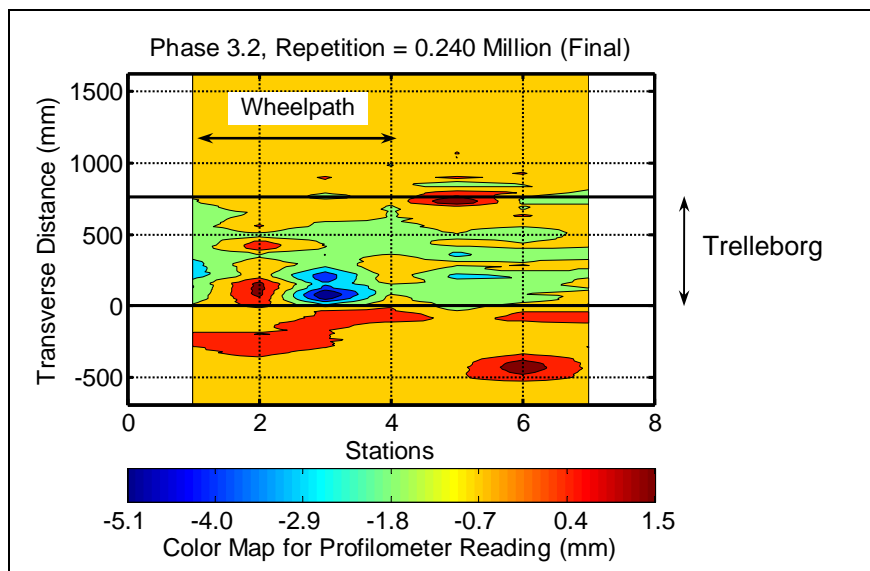 Phase 3.2, Repetition = 0.240 Million (Final)
Transverse Distance (mm)
1500
1000
500
0
-500
Wheelpath
Trelleborg
0 2 4 6 8
Stations
-5.1 -4.0 -2.9 -1.8 -0.7 0.4 1.5
Color Map for Profilometer Reading (mm)